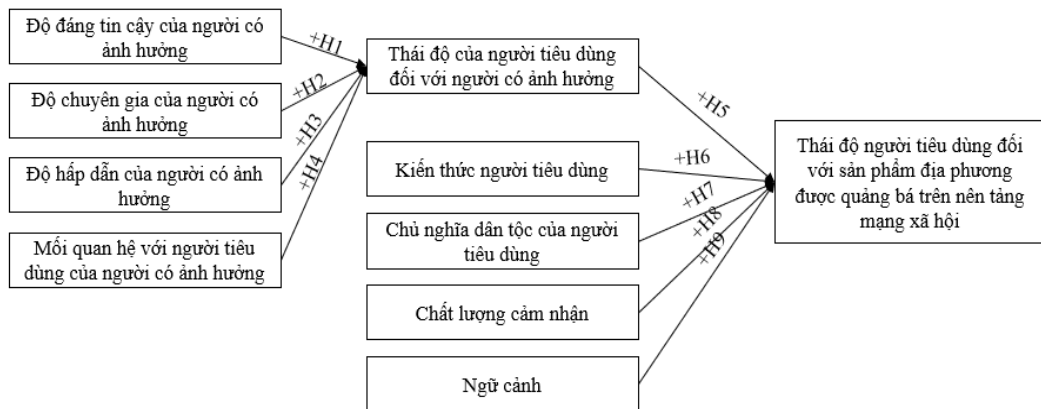 Độ đáng tin cậy của người có
ảnh hưởng
Độ chuyên gia của người có
ảnh hưởng
Độ hấp dẫn của người có ảnh
hưởng
Mối quan hệ với người tiêu
dùng của người có ảnh hưởng
+H1
+H2
+H3
+H4
Thái độ của người tiêu dùng
đối với người có ảnh hưởng
Kiến thức người tiêu dùng
Chủ nghĩa dân tộc của người
tiêu dùng
Chất lượng cảm nhận
Ngữ cảnh
+H5
+H6
+H7
+H8
+H9
Thái độ người tiêu dùng đối
với sản phẩm địa phương
được quảng bá trên nên tảng
mạng xã hội